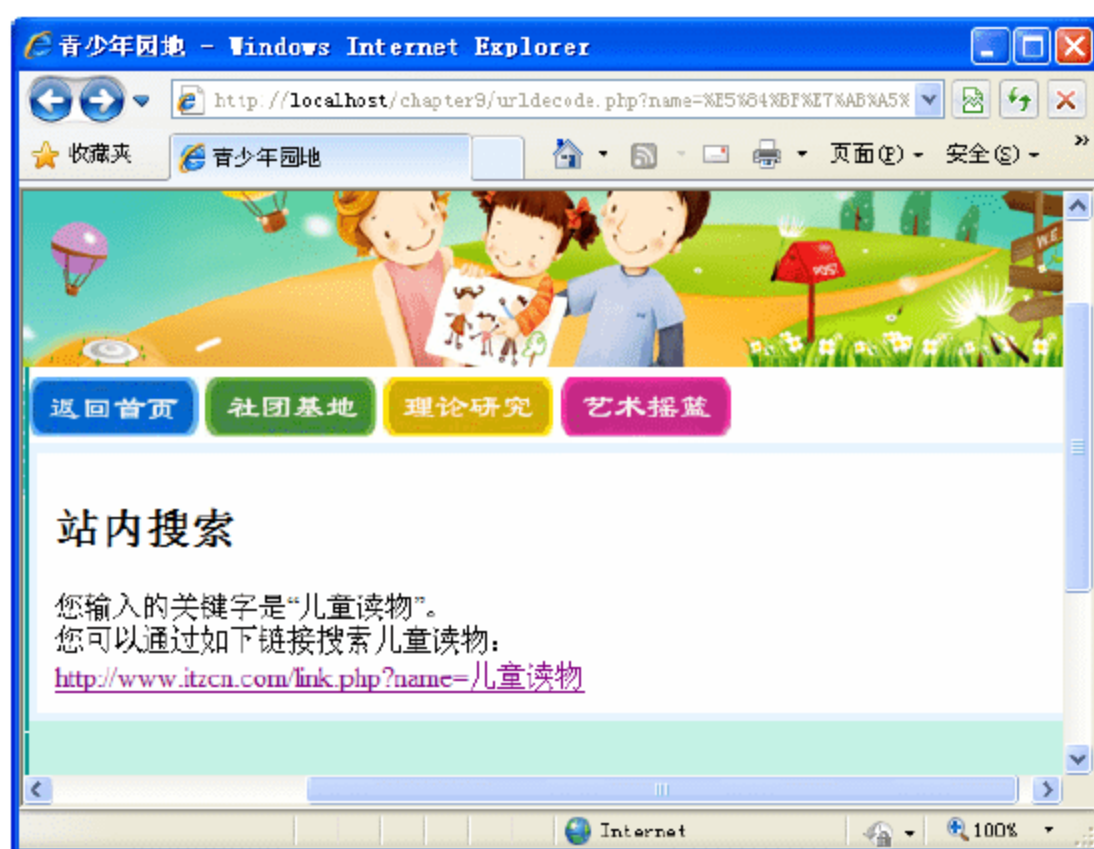 青少年园地 - Windows Internet Explorer
http://localhost/chapter9/urldecode.php?name=%E5%84%BF%E7%AB%A5%
收藏夹 青少年园地 页面(P) 安全(S) »
POST WE
返回首页 社团基地 理论研究 艺术摇篮
站内搜索
您输入的关键字是“儿童读物”。
您可以通过如下链接搜索儿童读物：
http://www.itzcn.com/link.php?name=儿童读物
Internet 100%